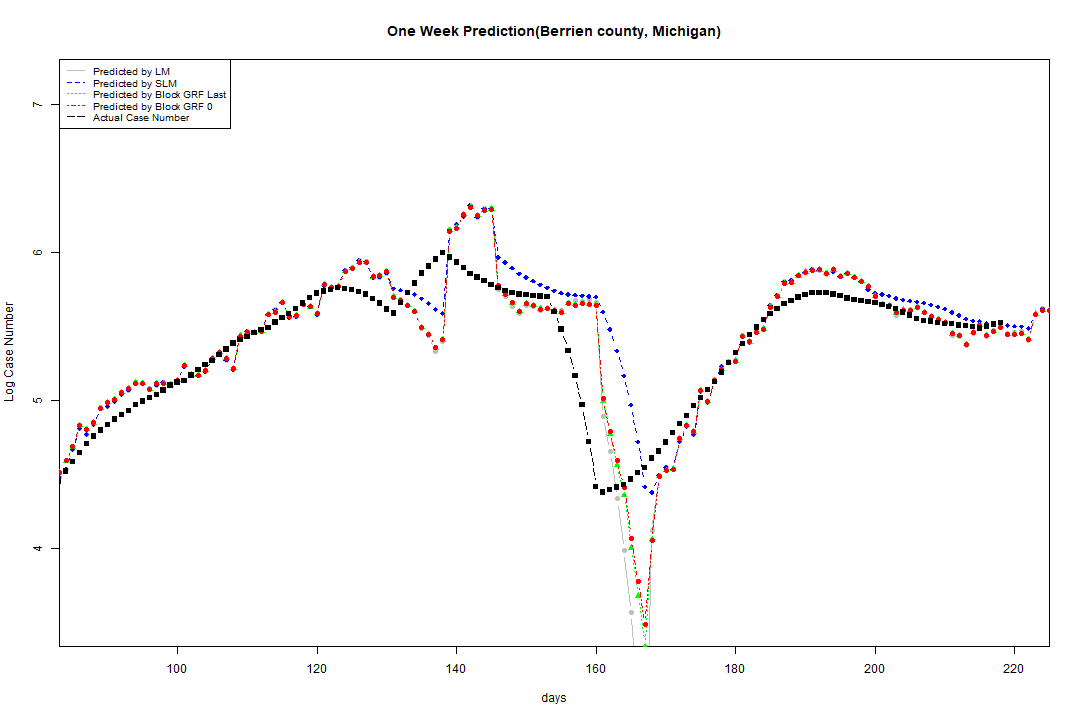 One Week Prediction(Berrien county, Michigan)
Predicted by LM
Predicted by SLM
Predicted by Block GRF Last
Predicted by Block GRF 0
Actual Case Number
7
6
5
4
Log Case Number
100 120 140 160 180 200 220
days